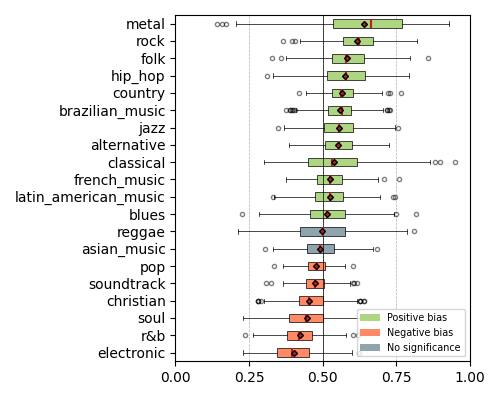 metal
rock
folk
hip_hop
country
brazilian_music
jazz
alternative
classical
french_music
latin_american_music
blues
reggae
asian_music
pop
soundtrack
christian
soul
r&b
electronic
Positive bias
Negative bias
No significance
0.00 0.25 0.50 0.75 1.00